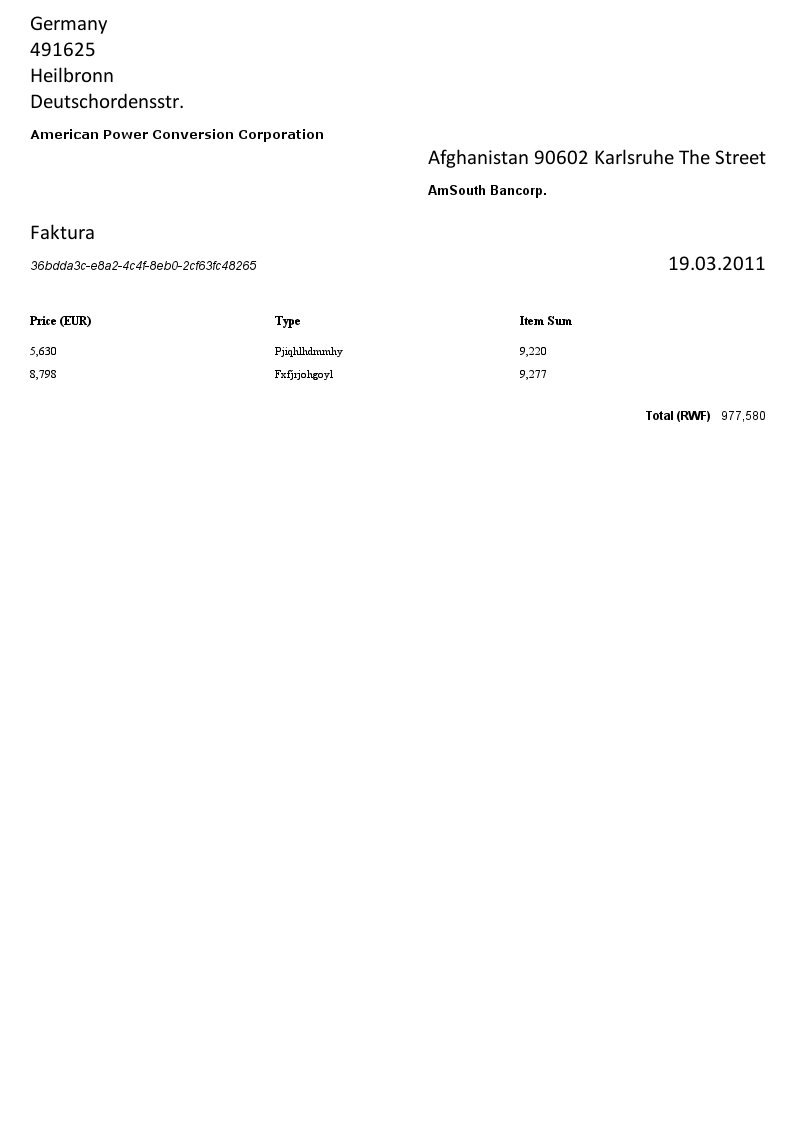 Germany
491625
Heilbronn
Deutschordensstr.
American Power Conversion Corporation
Afghanistan 90602 Karlsruhe The Street
AmSouth Bancorp.
Faktura
36bdda3c-e8a2-4c4f-8eb0-2cf63fc48265 19.03.2011
Price (EUR) Type Item Sum
5,630 Pjiqhlhdmmhy 9,220
8,798 Fxfjrjohgoyl 9,277
Total (RWF) 977,580